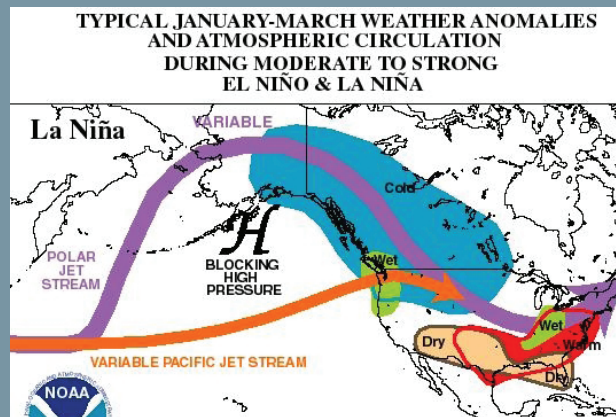 TYPICAL JANUARY-MARCH WEATHER ANOMALIES
AND ATMOSPHERIC CIRCULATION
DURING MODERATE TO STRONG
EL NIÑO & LA NIÑA
La Niña
VARIABLE
Cold
POLAR
JET
STREAM
H
BLOCKING
HIGH
PRESSURE
Wet
VARIABLE PACIFIC JET STREAM
Wet
Dry
Warm
Dry
NOAA